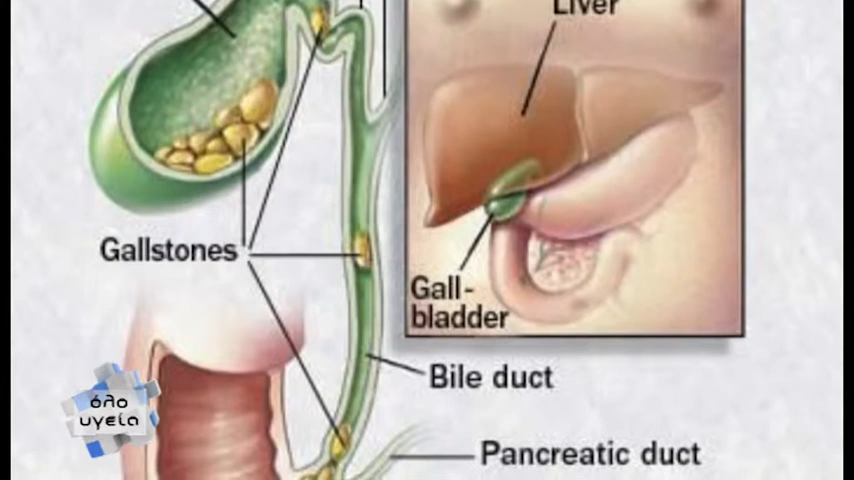 Liver
Gallstones
Gall-
bladder
Bile duct
Pancreatic duct
όλο
υγεία